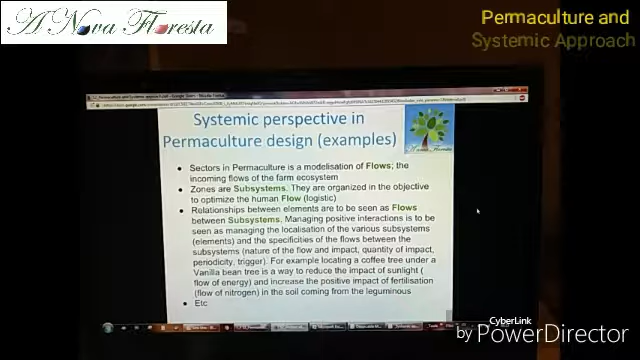 A Nova Floresta
Permaculture and
Systemic Approach
Systemic perspective in
Permaculture design (examples)
A Nova Floresta
• Sectors in Permaculture is a modelisation of Flows; the
incoming flows of the farm ecosystem
• Zones are Subsystems. They are organized in the objective
to optimize the human Flow (logistic)
• Relationships between elements are to be seen as Flows
between Subsystems. Managing positive interactions is to be
seen as managing the localisation of the various subsystems
(elements) and the specificities of the flows between the
subsystems (nature of the flow and impact, quantity of impact,
periodicity, trigger). For example locating a coffee tree under a
Vanilla bean tree is a way to reduce the impact of sunlight (
flow of energy) and increase the positive impact of fertilisation
(flow of nitrogen) in the soil coming from the leguminous
• Etc
CyberLink
by PowerDirector